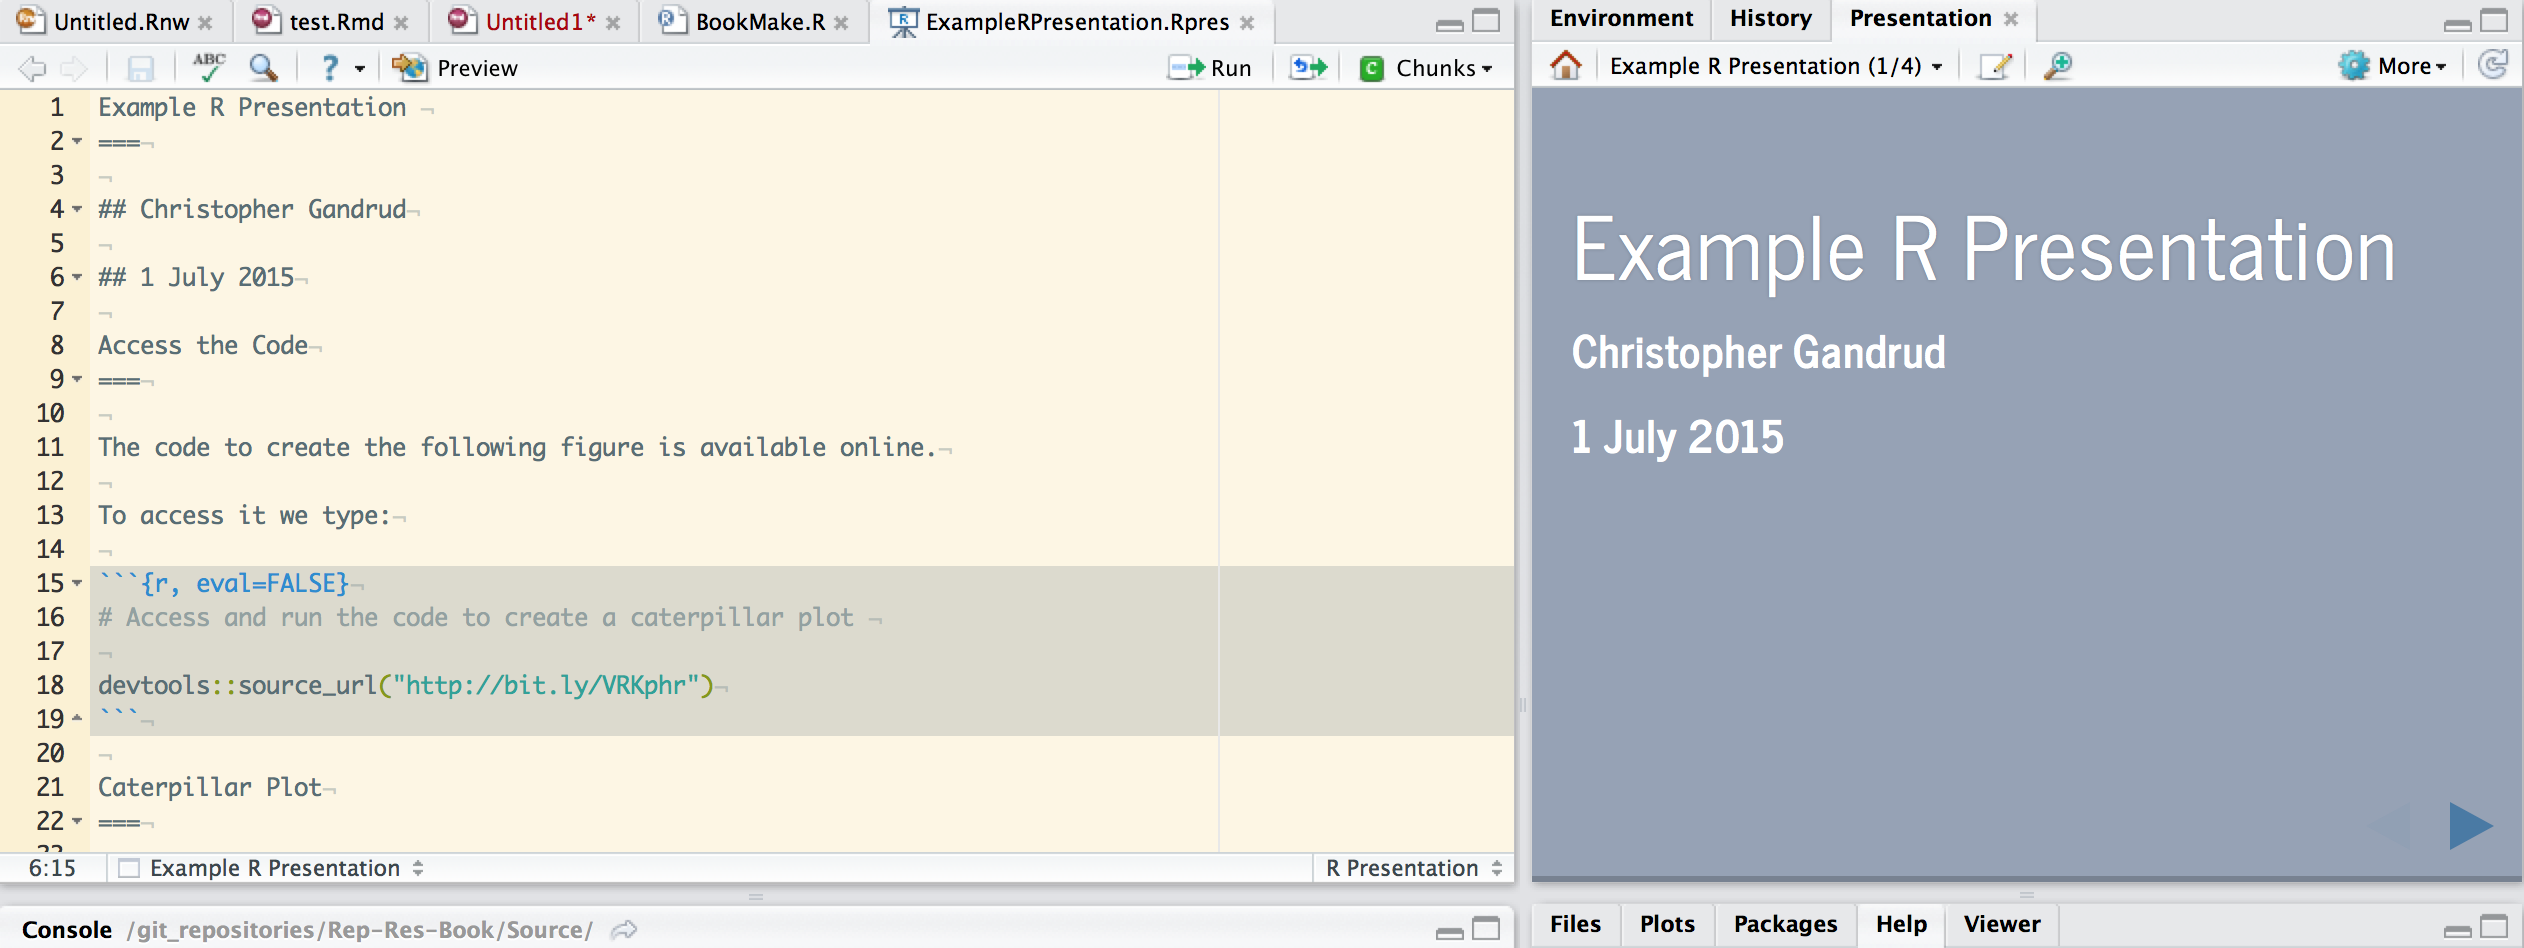 Untitled.Rnw test.Rmd Untitled1* BookMake.R ExampleRPresentation.Rpres
ABC ? Preview Run C Chunks
1 Example R Presentation ¬
2 ===¬
3 ¬
4 ## Christopher Gandrud¬
5 ¬
6 ## 1 July 2015¬
7 ¬
8 Access the Code¬
9 ===¬
10 ¬
11 The code to create the following figure is available online.¬
12 ¬
13 To access it we type:¬
14 ¬
15 ```{r, eval=FALSE}¬
16 # Access and run the code to create a caterpillar plot ¬
17 ¬
18 devtools::source_url("http://bit.ly/VRKphr")¬
19 ```¬
20 ¬
21 Caterpillar Plot¬
22 ===¬
6:15 Example R Presentation R Presentation
Console /git_repositories/Rep-Res-Book/Source/
Environment History Presentation
Example R Presentation (1/4) More
Example R Presentation
Christopher Gandrud
1 July 2015
Files Plots Packages Help Viewer